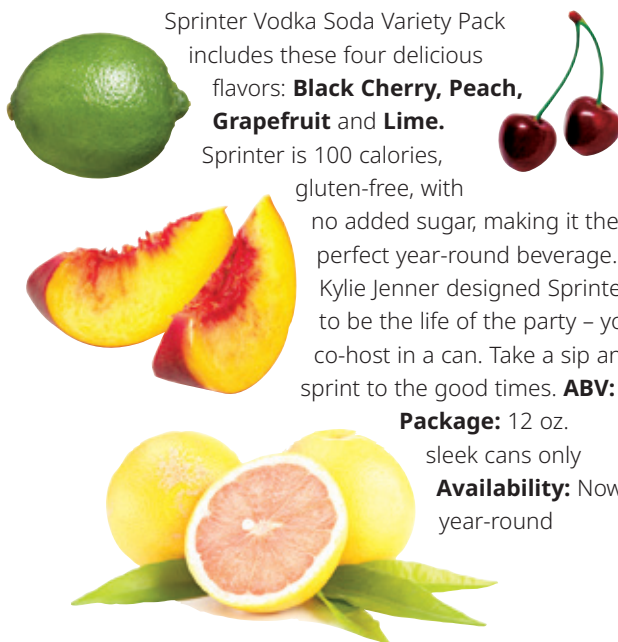 Sprinter Vodka Soda Variety Pack
includes these four delicious
flavors: Black Cherry, Peach,
Grapefruit and Lime.
Sprinter is 100 calories,
gluten-free, with
no added sugar, making it the
perfect year-round beverage.
Kylie Jenner designed Sprinte
to be the life of the party – yo
co-host in a can. Take a sip an
sprint to the good times. ABV:
Package: 12 oz.
sleek cans only
Availability: Now
year-round